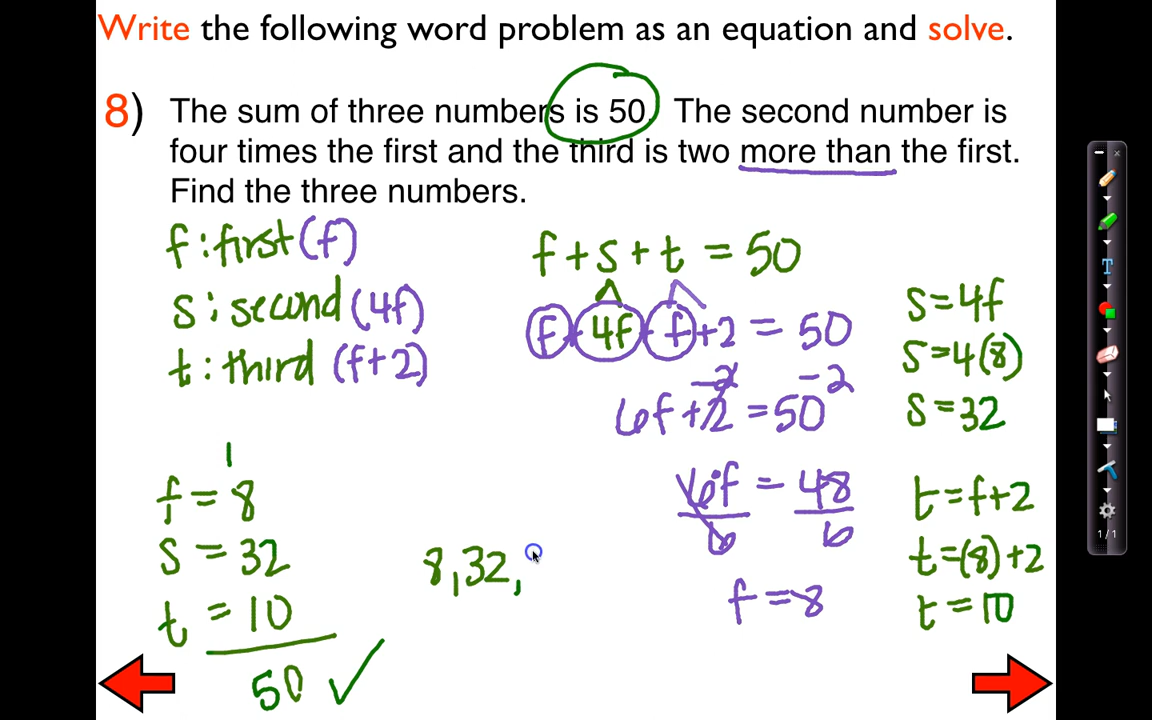 Write the following word problem as an equation and solve.
8) The sum of three numbers is 50. The second number is
four times the first and the third is two more than the first.
Find the three numbers.
f : first (f)
s : second (4f)
t : third (f+2)
f + s + t = 50
f + 4f + f + 2 = 50
-2 -2
6f + 2 = 50
6f = 48
6 6
f = 8
s = 4f
s = 4(8)
s = 32
t = f + 2
t = (8) + 2
t = 10
1
f = 8
s = 32
t = 10
50 ✓
8, 32,
T
1 / 1